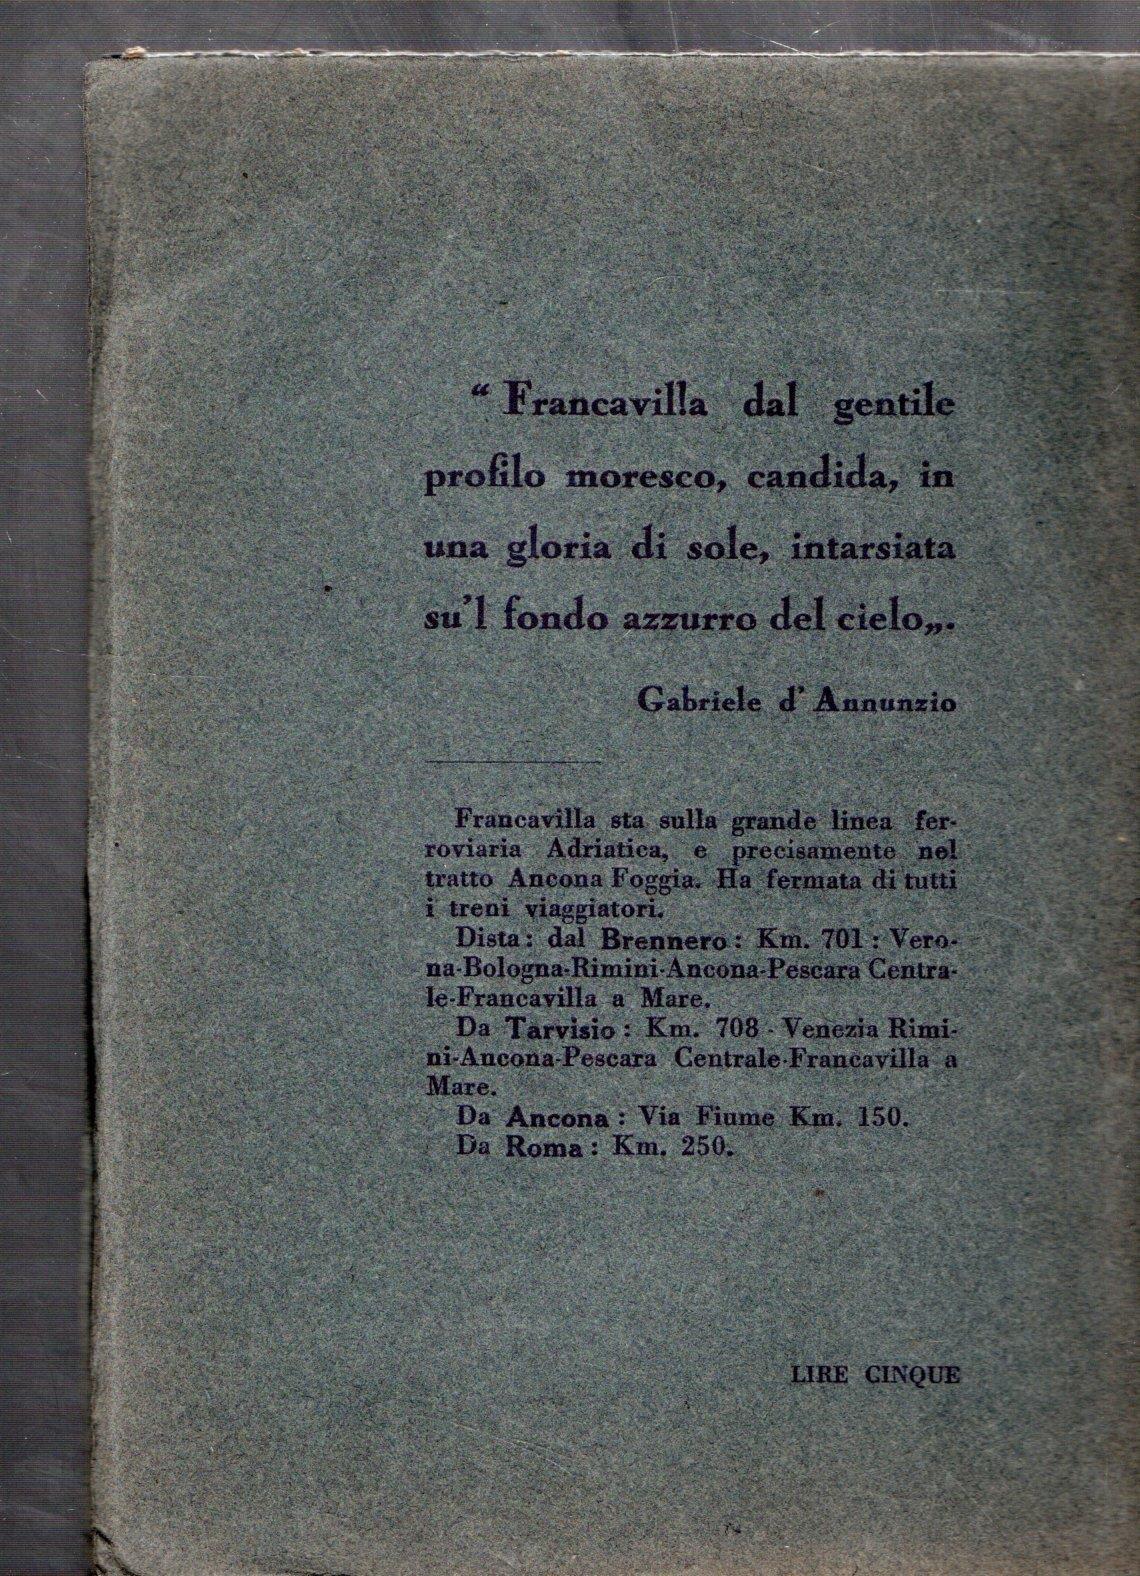 “ Francavilla dal gentile
profilo moresco, candida, in
una gloria di sole, intarsiata
su'l fondo azzurro del cielo„.
Gabriele d' Annunzio
Francavilla sta sulla grande linea fer-
roviaria Adriatica, e precisamente nel
tratto Ancona Foggia. Ha fermata di tutti
i treni viaggiatori.
Dista : dal Brennero : Km. 701 : Vero-
na-Bologna-Rimini-Ancona-Pescara Centra-
le-Francavilla a Mare.
Da Tarvisio : Km. 708 - Venezia Rimi-
ni-Ancona-Pescara Centrale-Francavilla a
Mare.
Da Ancona : Via Fiume Km. 150.
Da Roma : Km. 250.
LIRE CINQUE